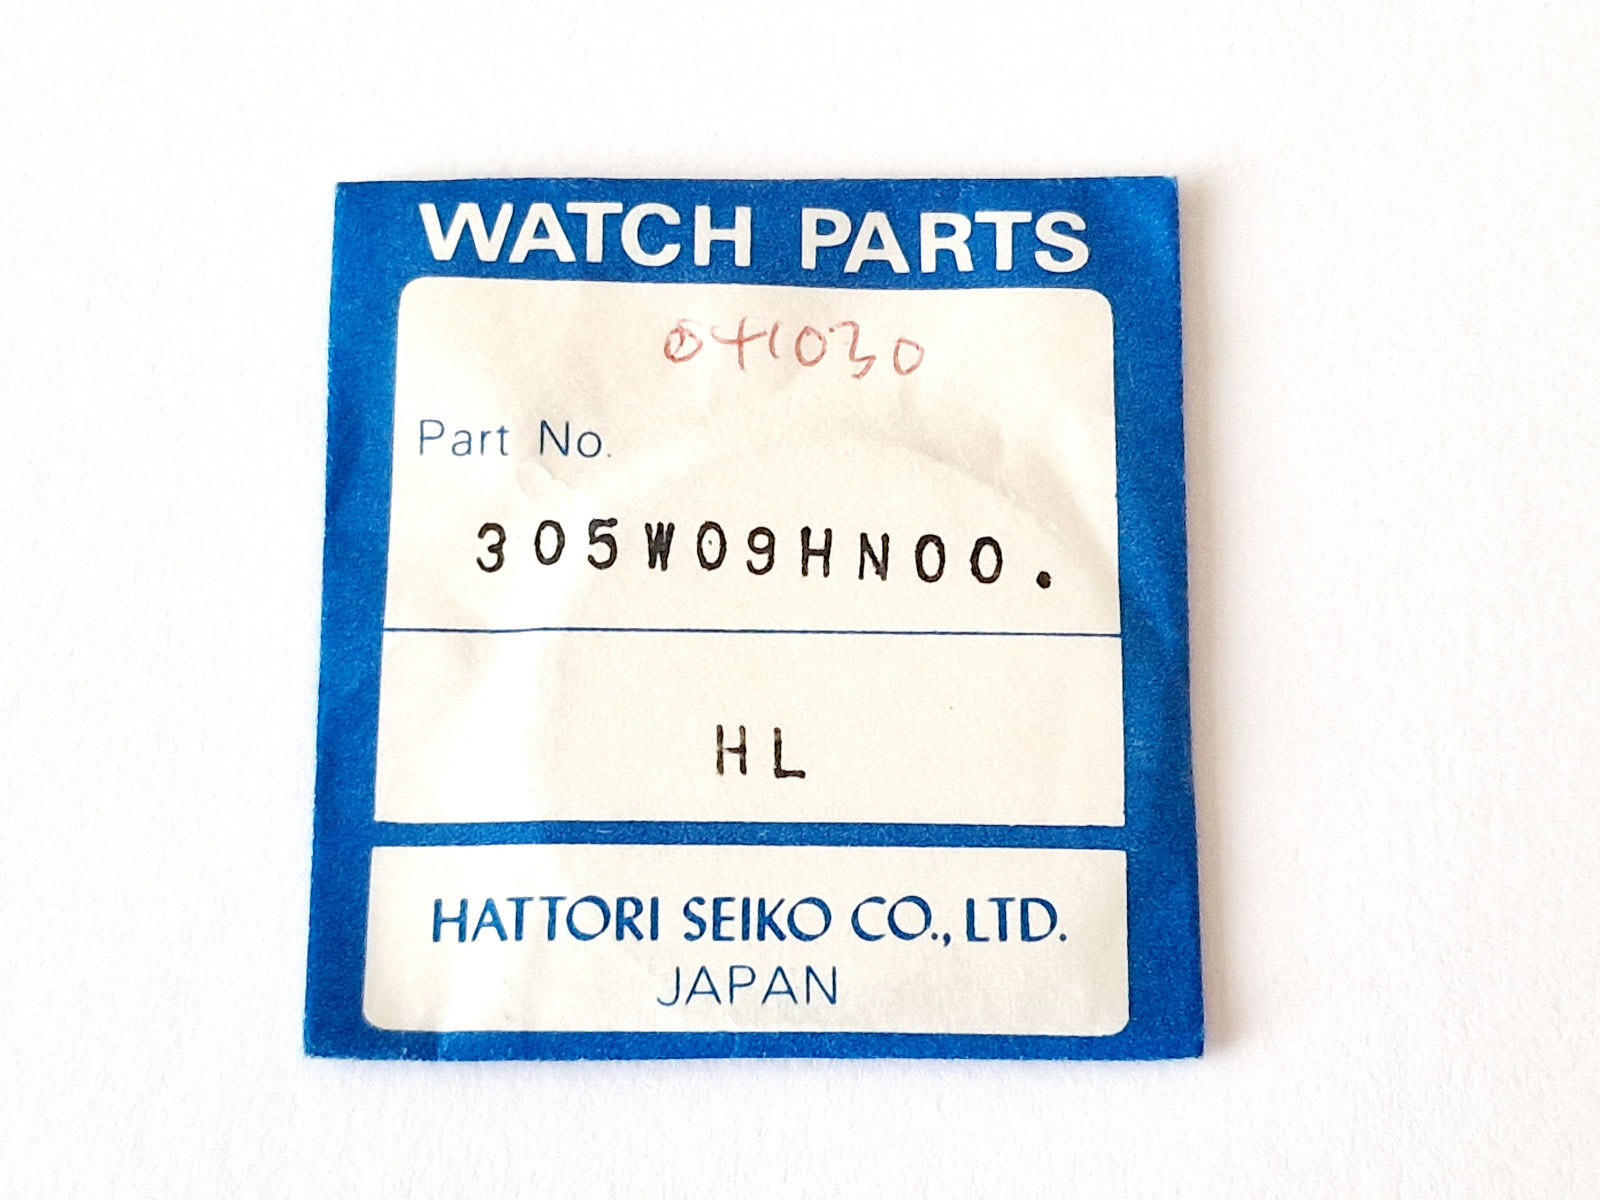 WATCH PARTS
041030
Part No.
305W09HN00.
HL
HATTORI SEIKO CO., LTD.
JAPAN